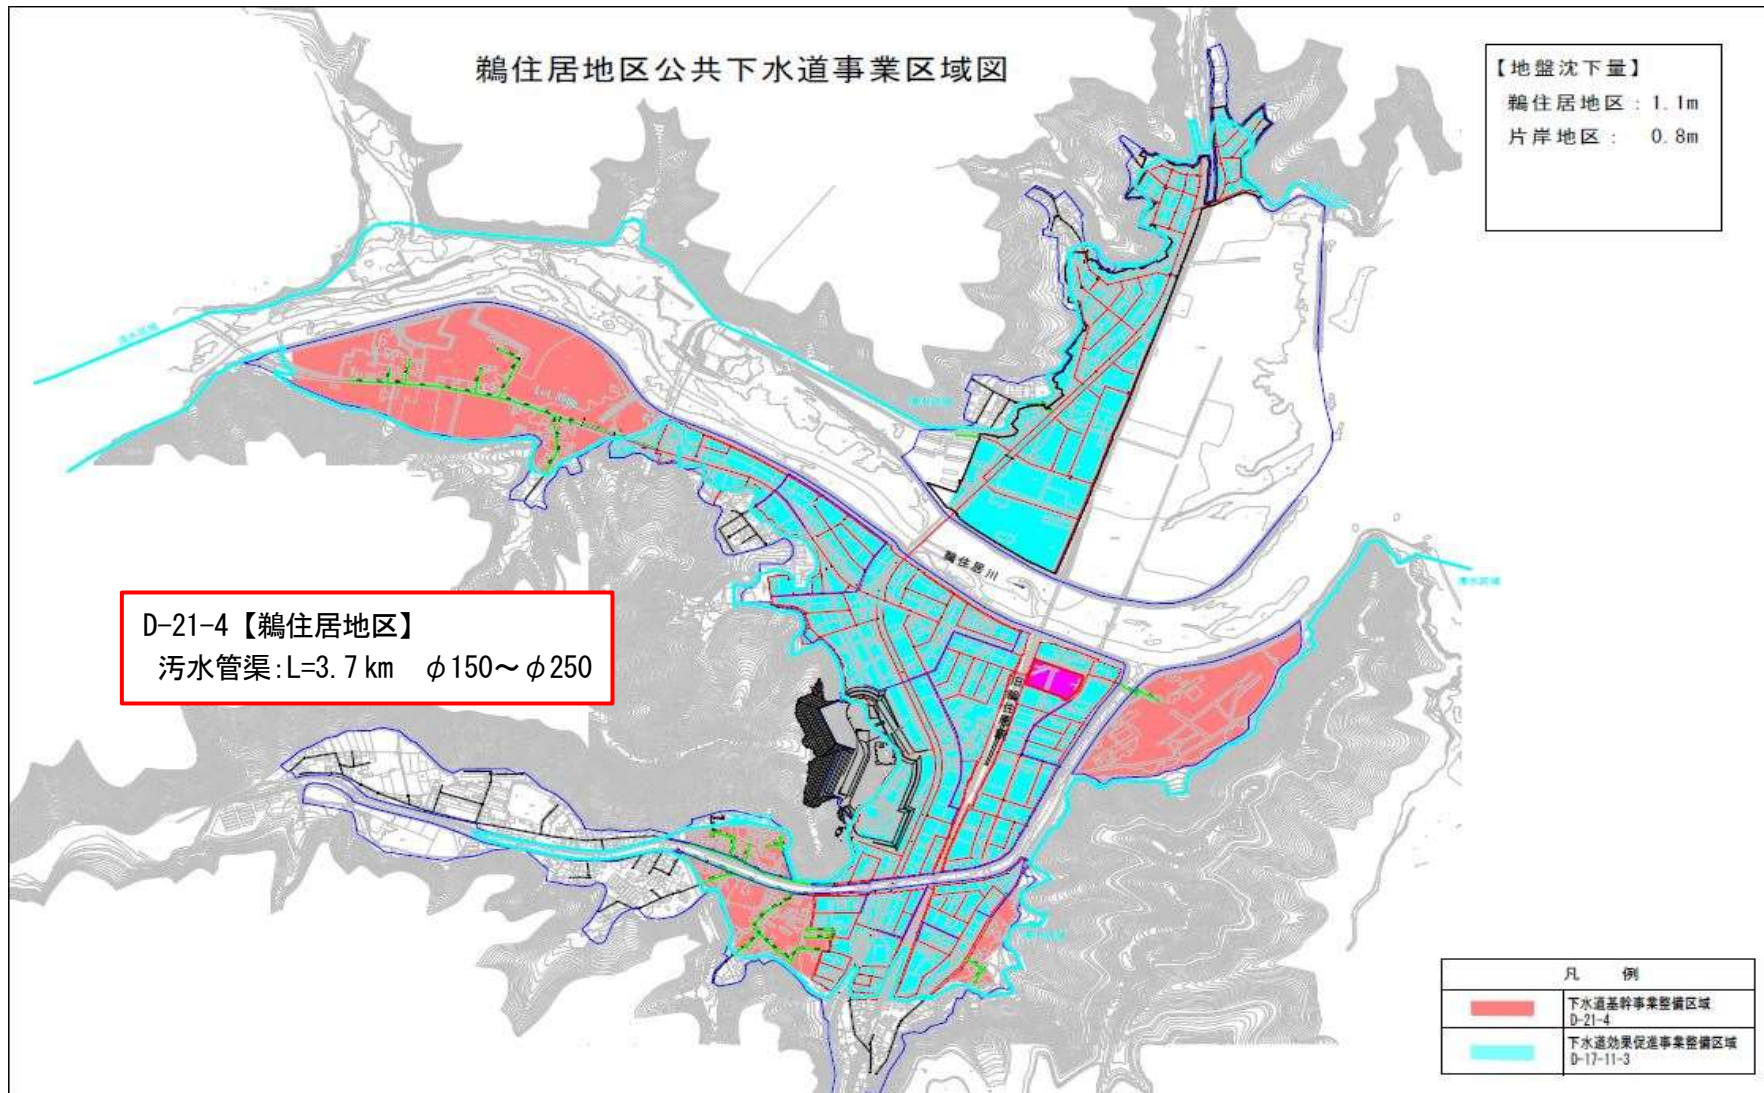 鵜住居地区公共下水道事業区域図
【地盤沈下量】
鵜住居地区：1.1m
片岸地区：　0.8m
鵜住居川 →
D-21-4【鵜住居地区】
汚水管渠:L=3.7km　φ150～φ250
凡　例
下水道基幹事業整備区域
D-21-4
下水道効果促進事業整備区域
D-17-11-3